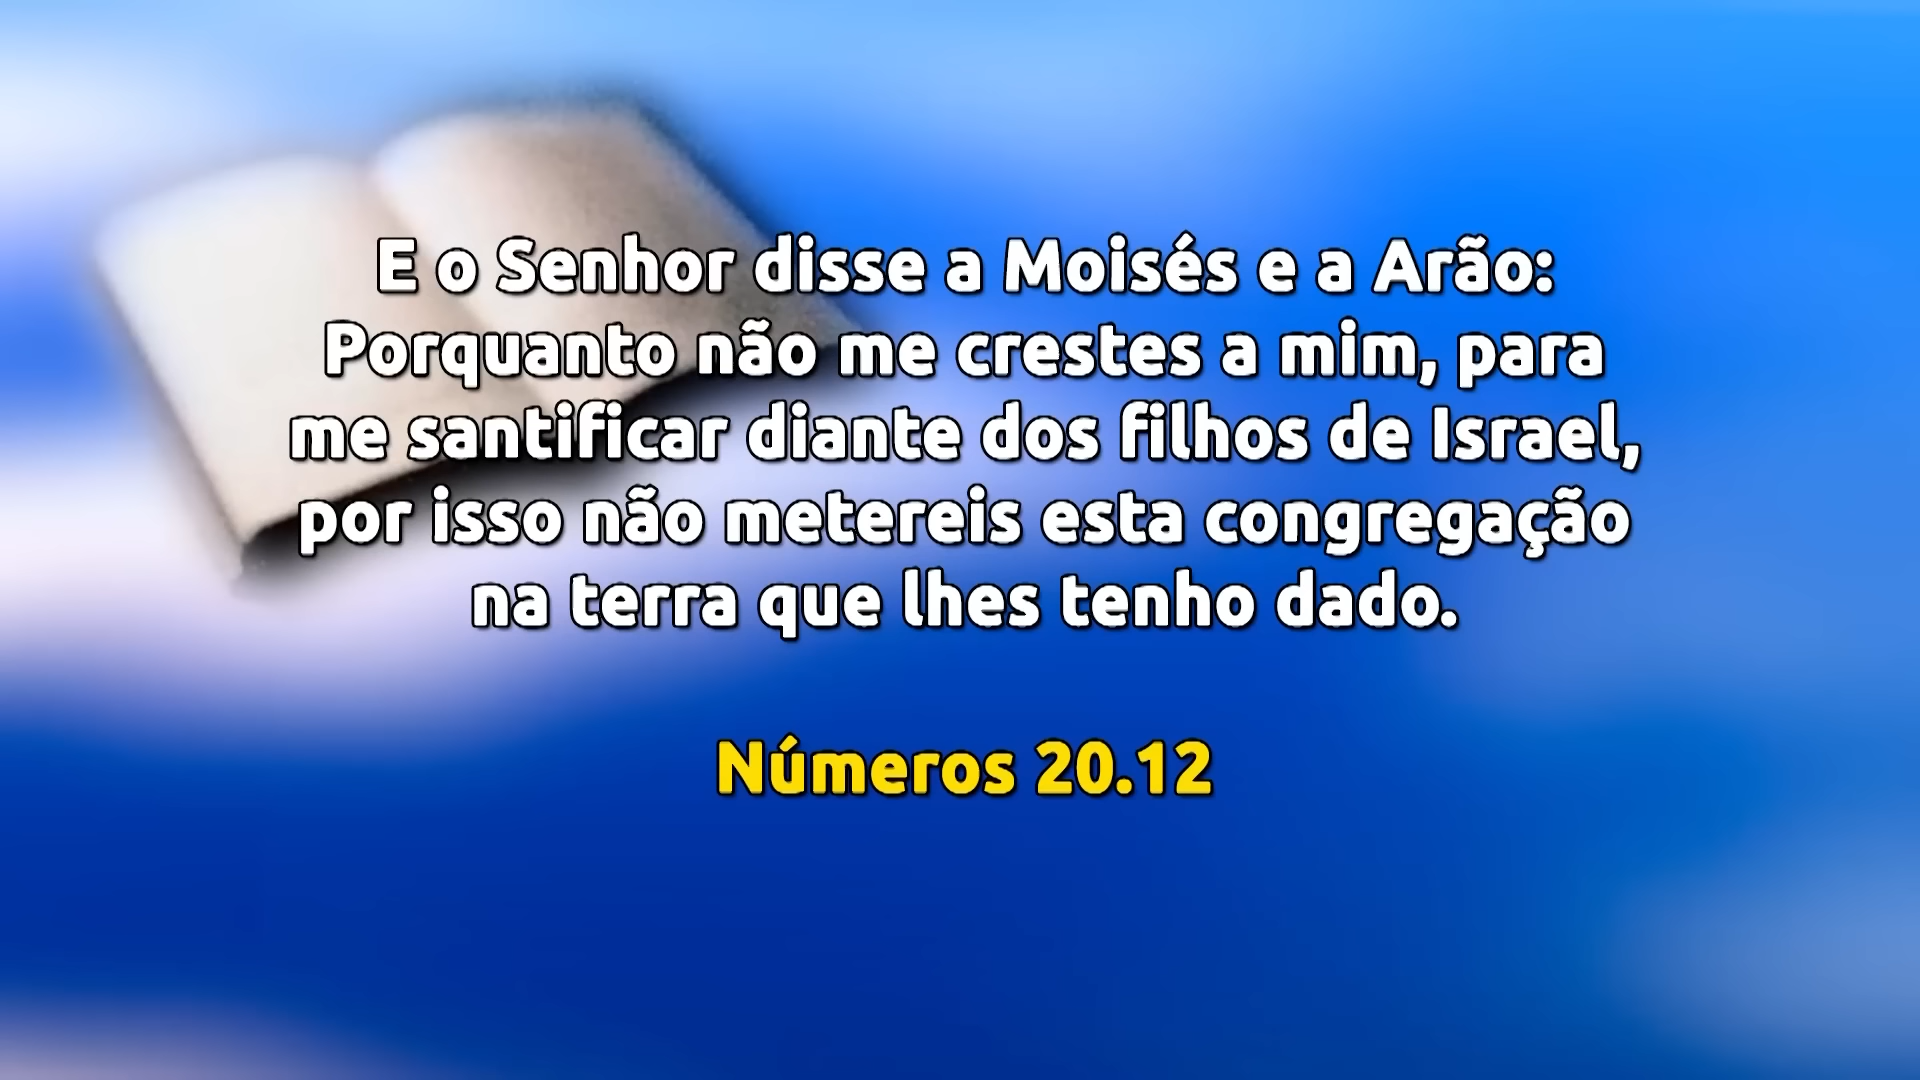 E o Senhor disse a Moisés e a Arão:
Porquanto não me crestes a mim, para
me santificar diante dos filhos de Israel,
por isso não metereis esta congregação
na terra que lhes tenho dado.
Números 20.12